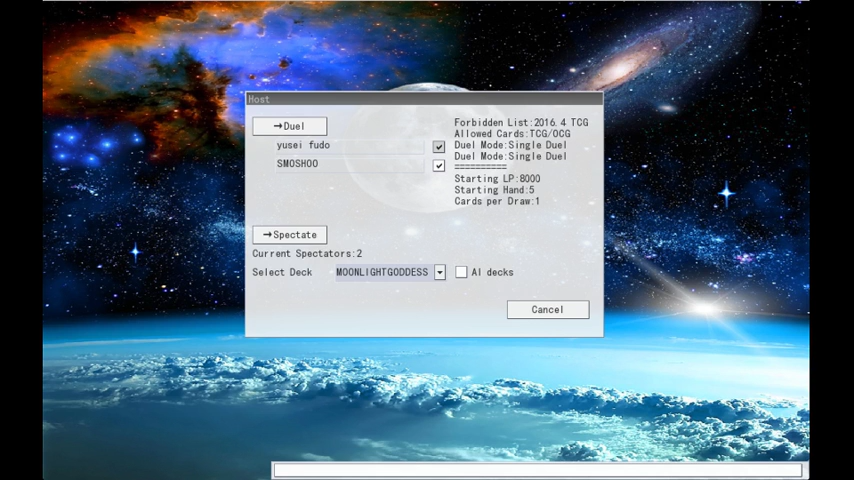 Host
→Duel
yusei fudo
SMOSHOO
Forbidden List:2016.4 TCG
Allowed Cards:TCG/OCG
Duel Mode:Single Duel
Duel Mode:Single Duel
==========
Starting LP:8000
Starting Hand:5
Cards per Draw:1
→Spectate
Current Spectators:2
Select Deck MOONLIGHTGODDESS AI decks
Cancel